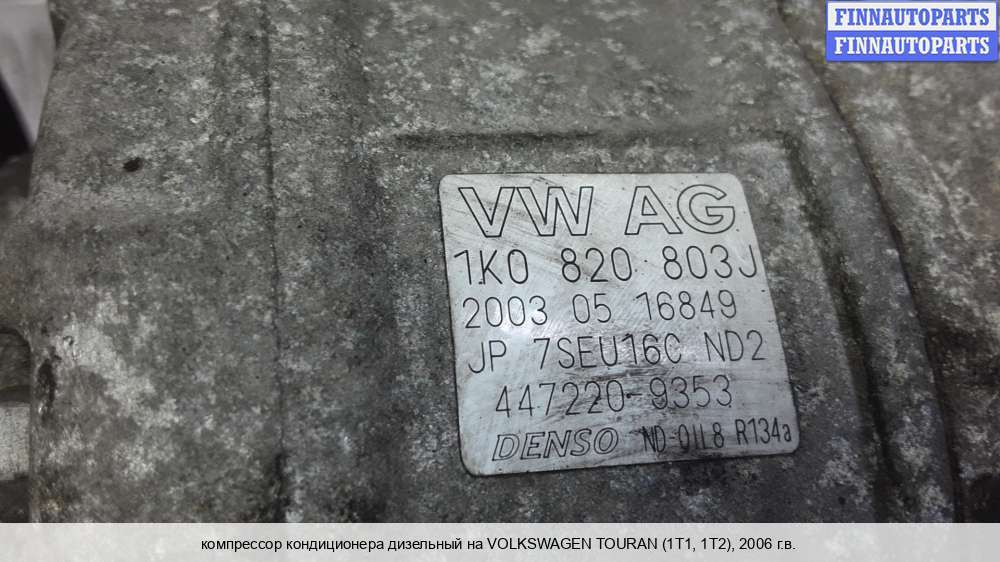 FINNAUTOPARTS
FINNAUTOPARTS
VW AG
1K0 820 803J
2003 05 16849
JP 7SEU16C ND2
447220-9353
DENSO ND-OIL8 R134a
компрессор кондиционера дизельный на VOLKSWAGEN TOURAN (1T1, 1T2), 2006 г.в.